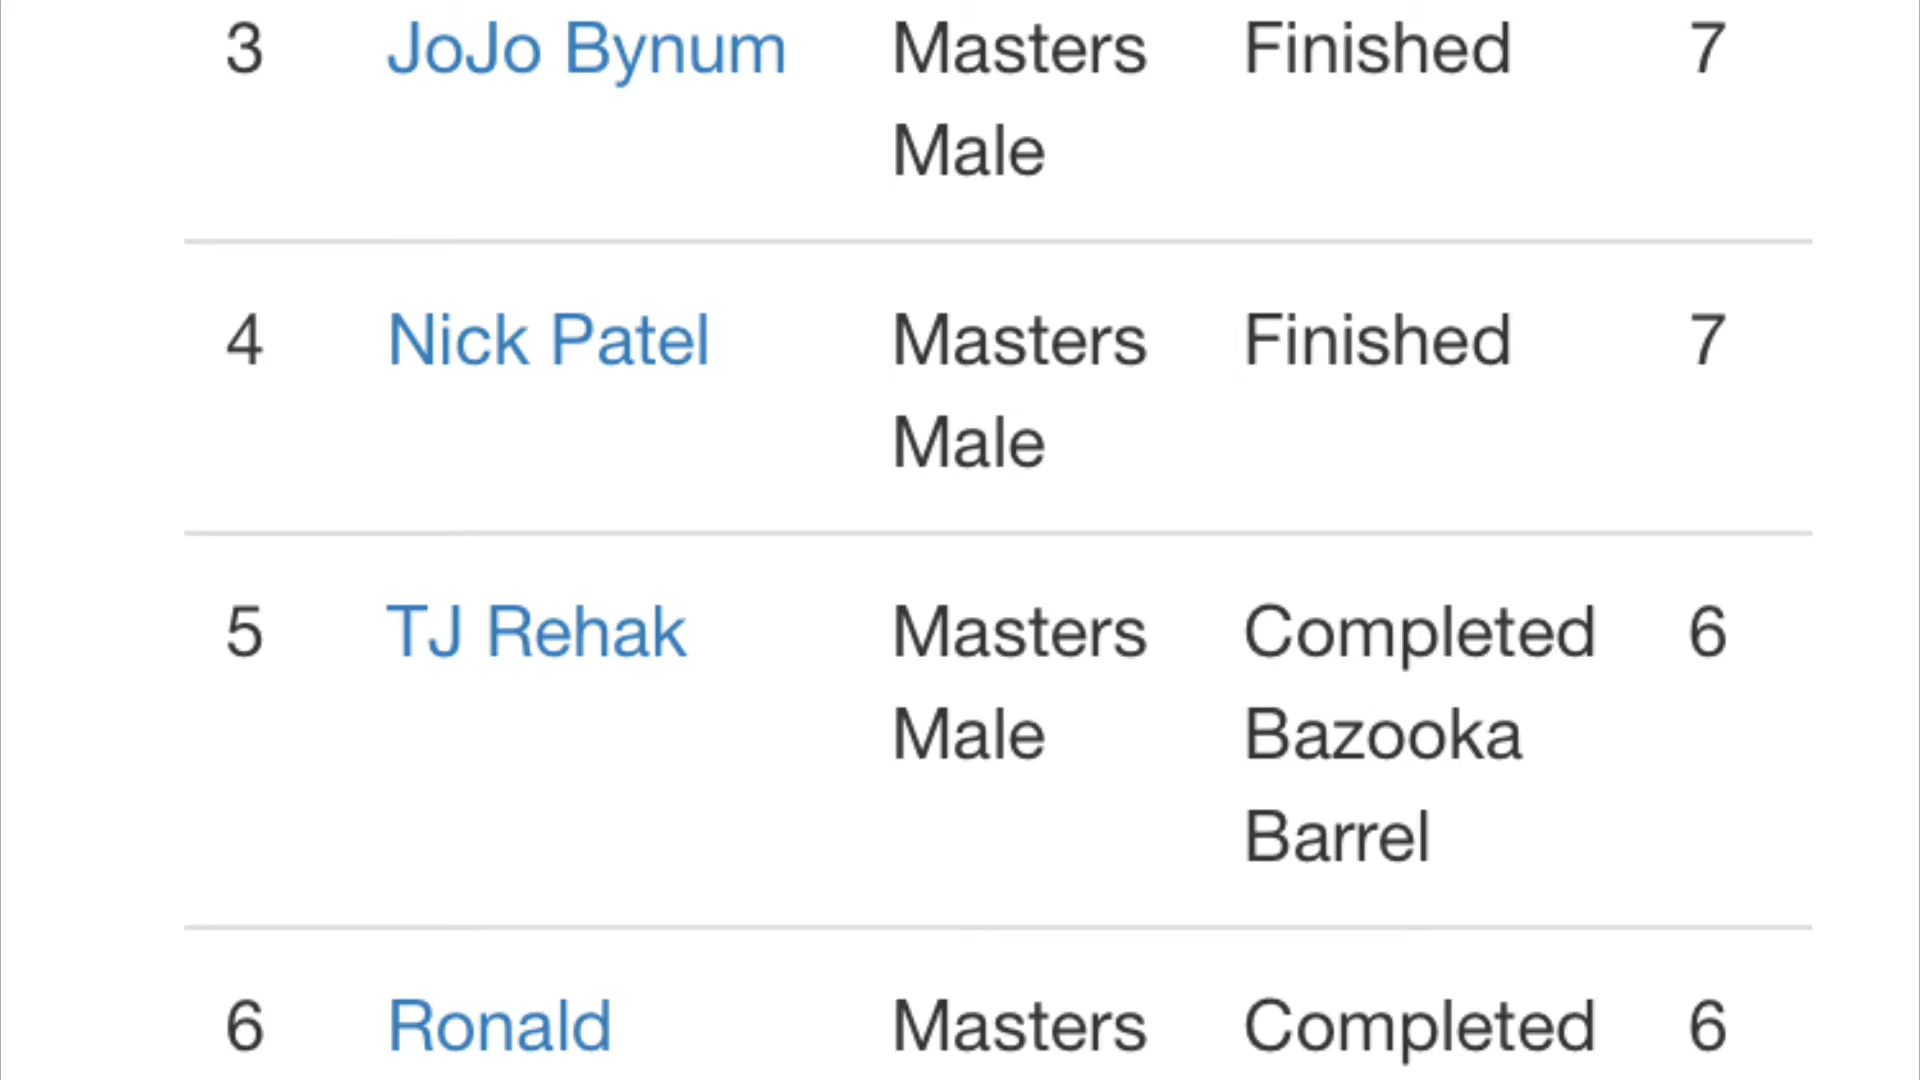 3 JoJo Bynum Masters Finished 7
Male
4 Nick Patel Masters Finished 7
Male
5 TJ Rehak Masters Completed 6
Male Bazooka
Barrel
6 Ronald Masters Completed 6